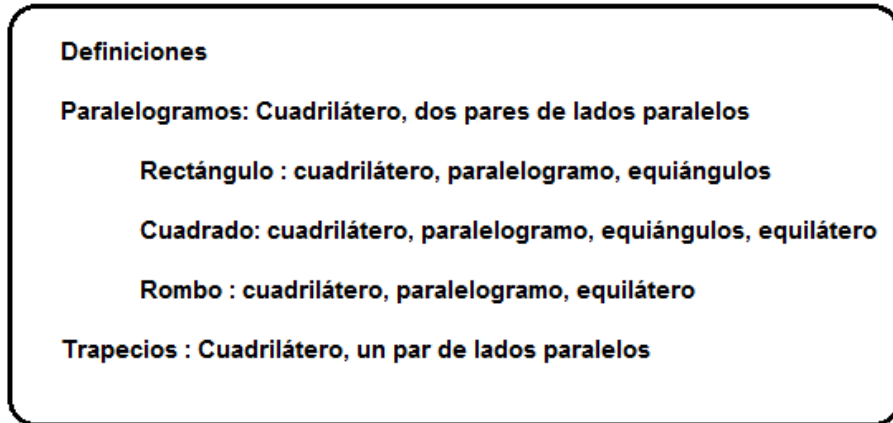 Definiciones
Paralelogramos: Cuadrilátero, dos pares de lados paralelos
Rectángulo : cuadrilátero, paralelogramo, equiángulos
Cuadrado: cuadrilátero, paralelogramo, equiángulos, equilátero
Rombo : cuadrilátero, paralelogramo, equilátero
Trapecios : Cuadrilátero, un par de lados paralelos